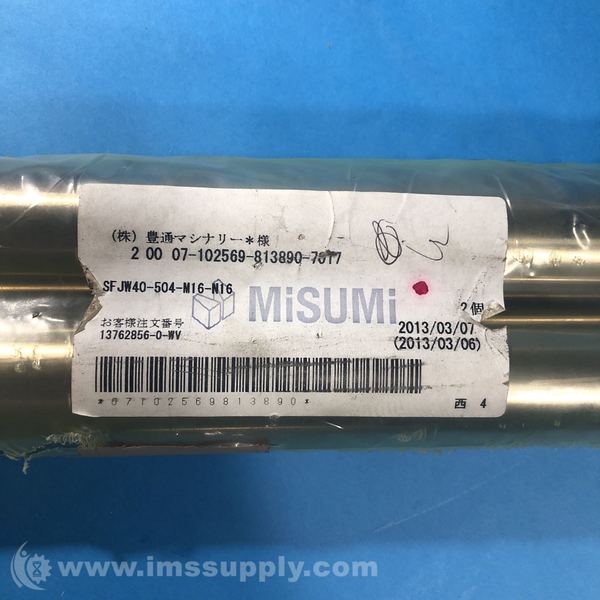 (株) 豊通マシナリー*様
2 00 07-102569-813890-7017
SFJW40-504-M16-N16
MiSUMi
2個
お客様注文番号
13762856-0-WV
2013/03/07
(2013/03/06)
*07102569813890*
西 4
www.imssupply.com